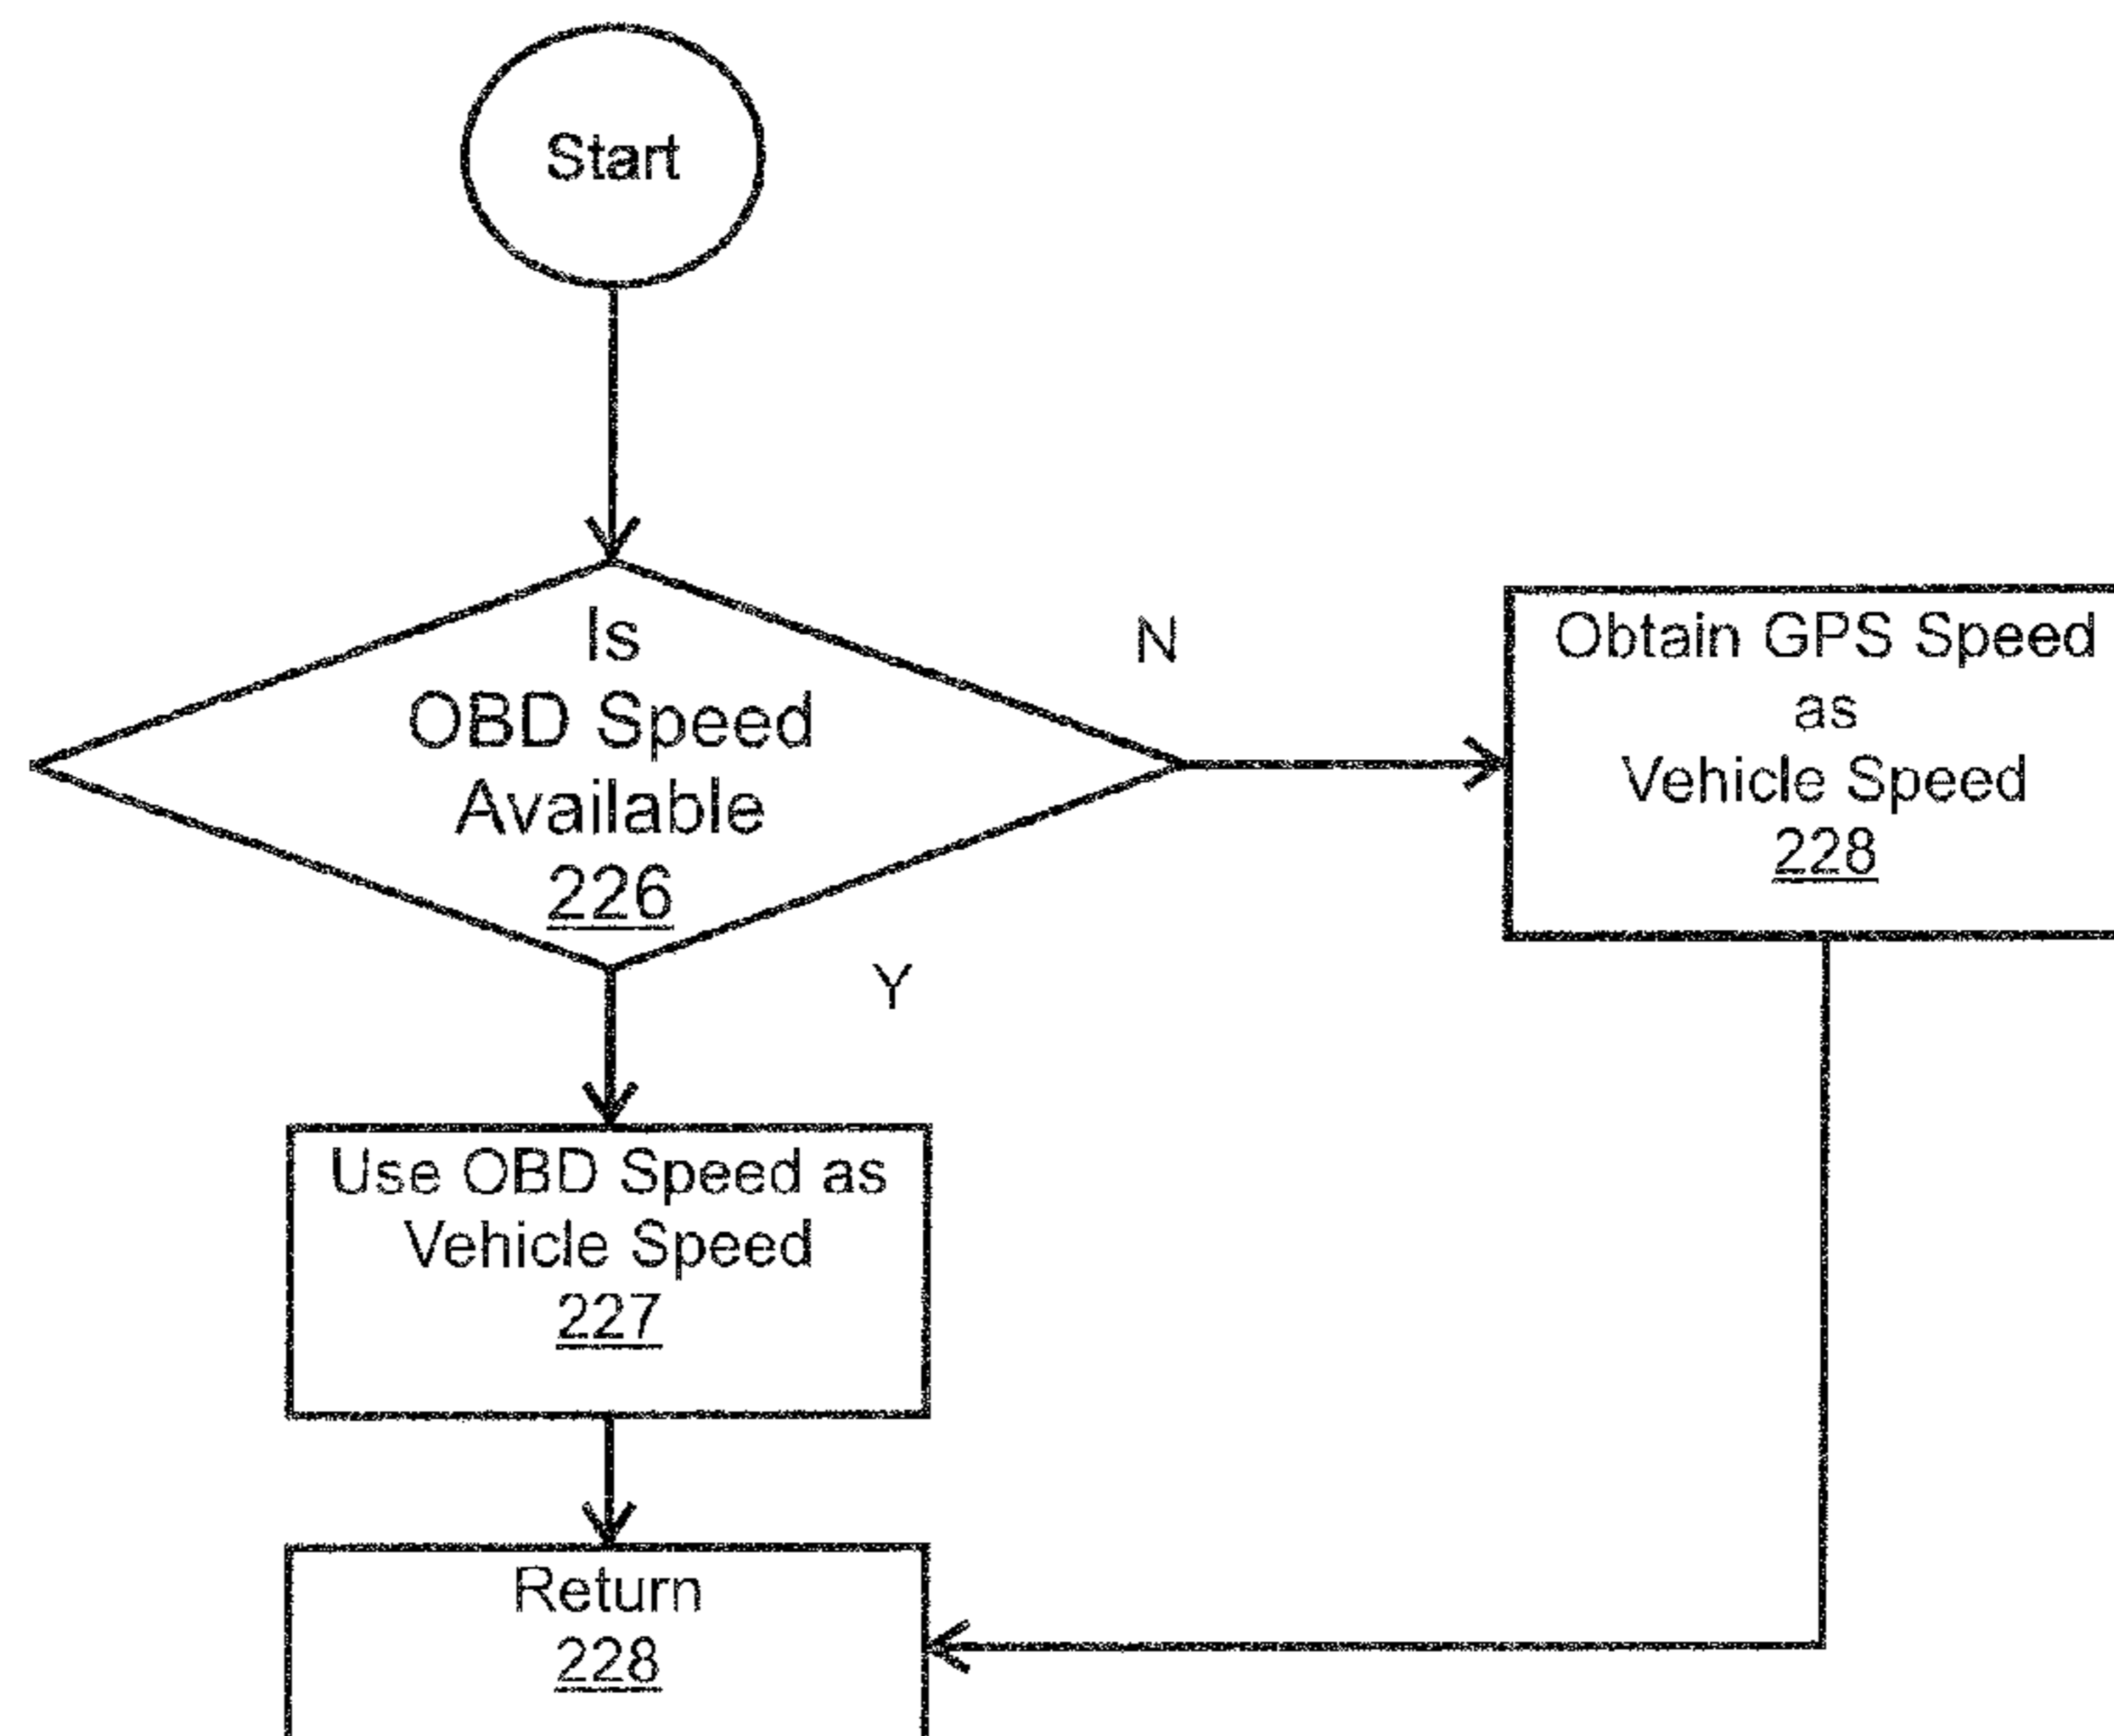 Start
Is
OBD Speed
Available
226
N
Obtain GPS Speed
as
Vehicle Speed
228
Y
Use OBD Speed as
Vehicle Speed
227
Return
228